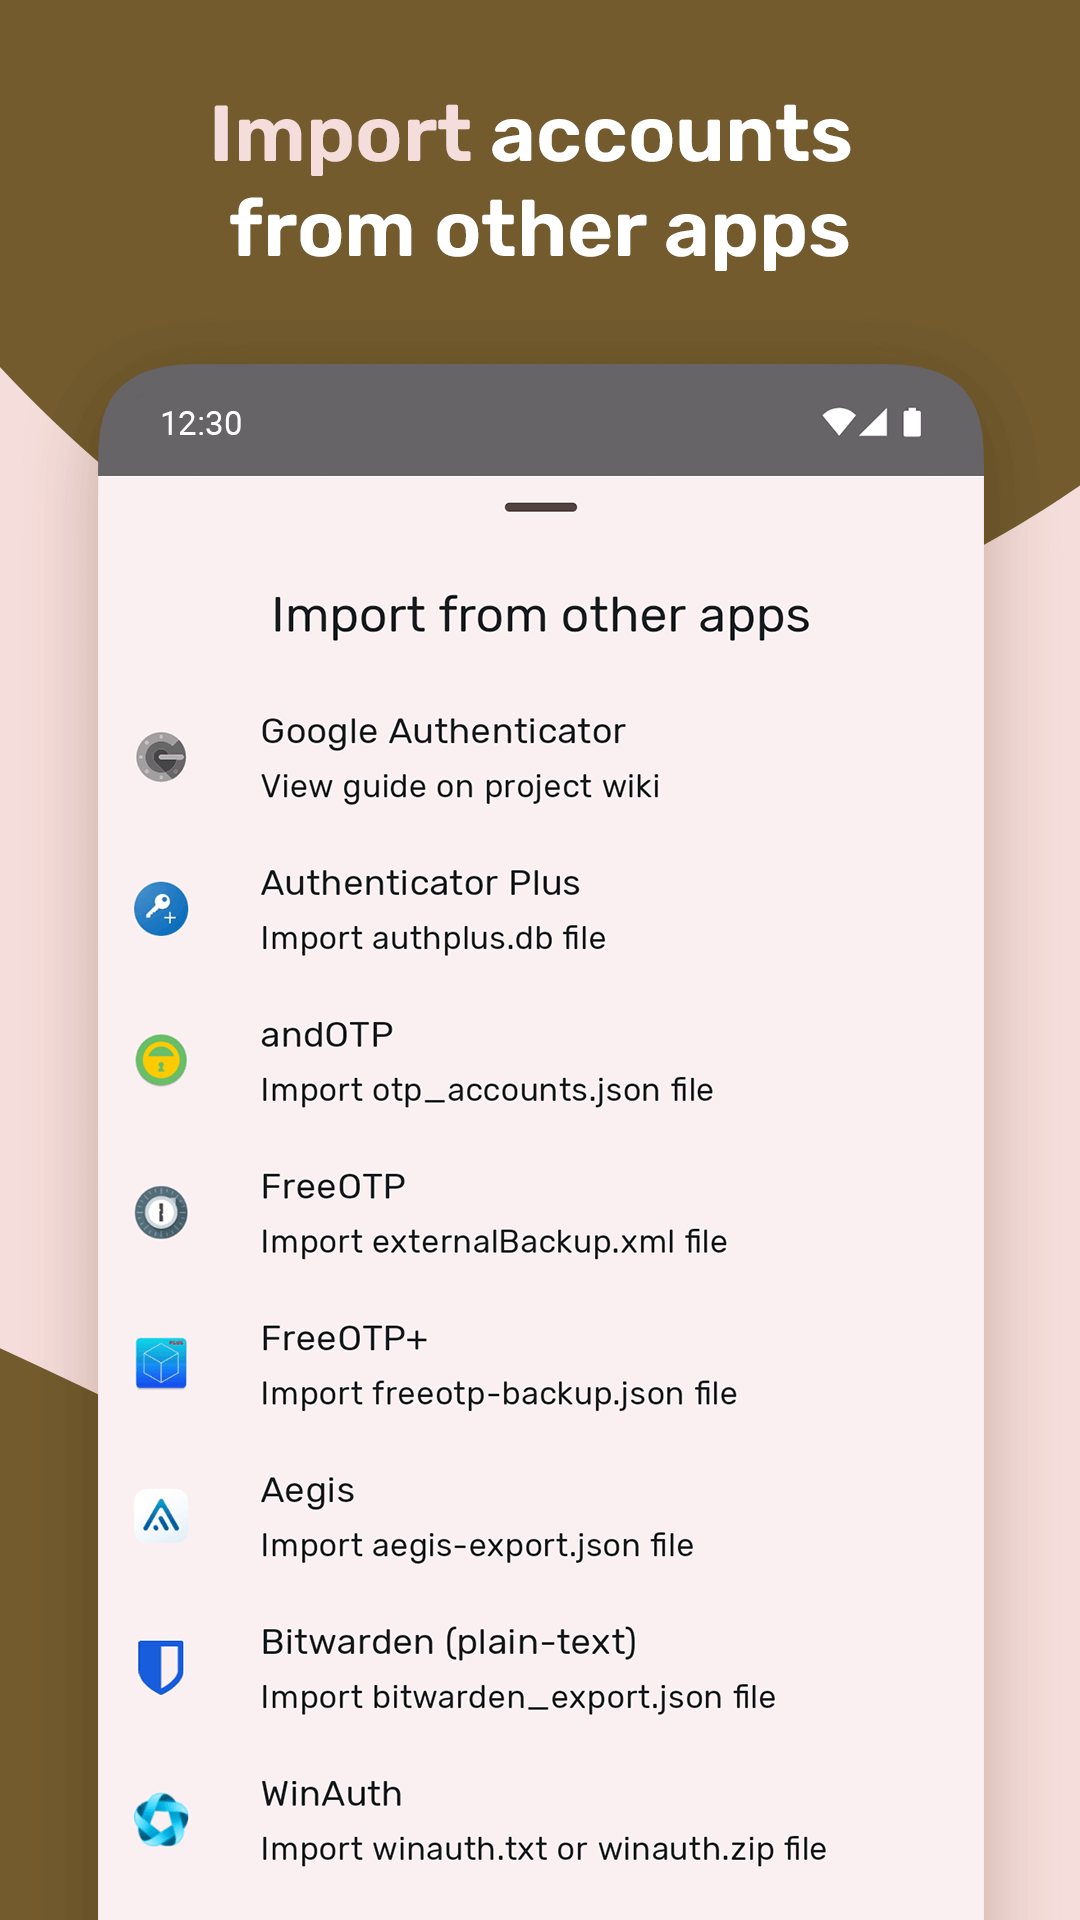 Import accounts
from other apps
12:30
Import from other apps
Google Authenticator
View guide on project wiki
Authenticator Plus
Import authplus.db file
andOTP
Import otp_accounts.json file
FreeOTP
Import externalBackup.xml file
FreeOTP+
Import freeotp-backup.json file
PLUS
Aegis
Import aegis-export.json file
Bitwarden (plain-text)
Import bitwarden_export.json file
WinAuth
Import winauth.txt or winauth.zip file